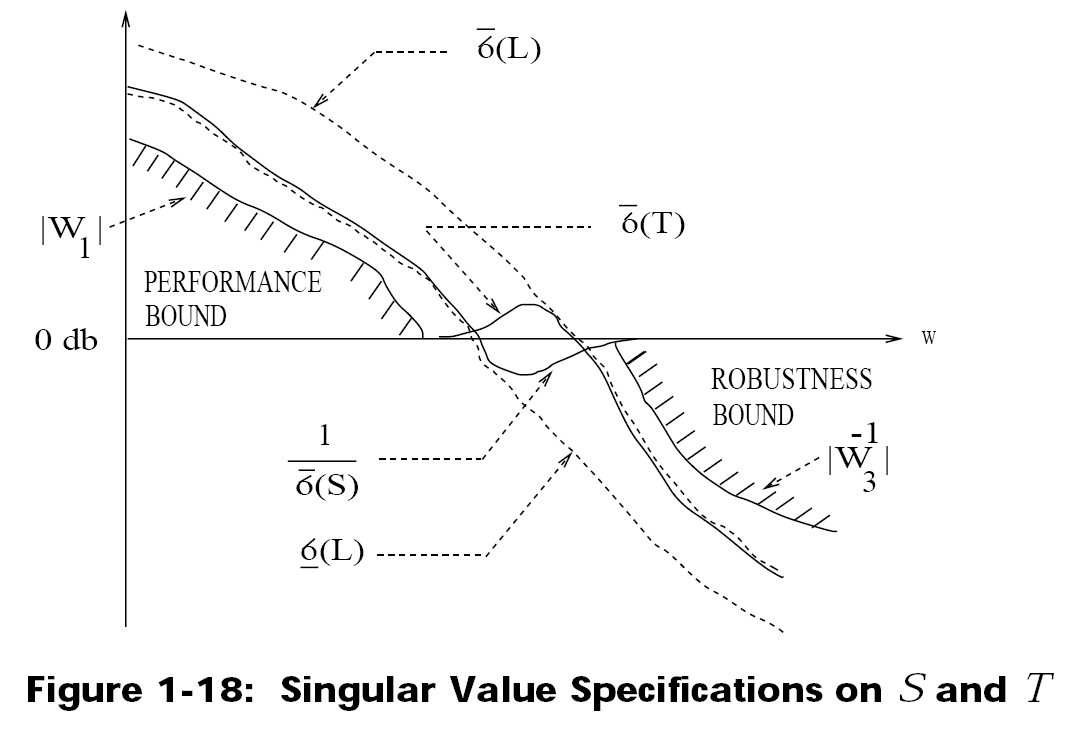 σ̅(L)
|W₁|
σ̅(T)
PERFORMANCE
BOUND
0 db
w
ROBUSTNESS
BOUND
1
σ̅(S)
|W₃⁻¹|
σ̲(L)
Figure 1-18: Singular Value Specifications on S and T